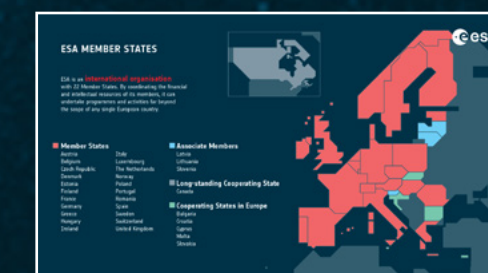 esa
ESA MEMBER STATES
ESA is an international organisation
with 22 Member States. By coordinating the financial
and intellectual resources of its members, it can
undertake programmes and activities far beyond
the scope of any single European country.
Member States
Austria
Belgium
Czech Republic
Denmark
Estonia
Finland
France
Germany
Greece
Hungary
Ireland
Italy
Luxembourg
The Netherlands
Norway
Poland
Portugal
Romania
Spain
Sweden
Switzerland
United Kingdom
Associate Members
Latvia
Lithuania
Slovenia
Long-standing Cooperating State
Canada
Cooperating States in Europe
Bulgaria
Croatia
Cyprus
Malta
Slovakia